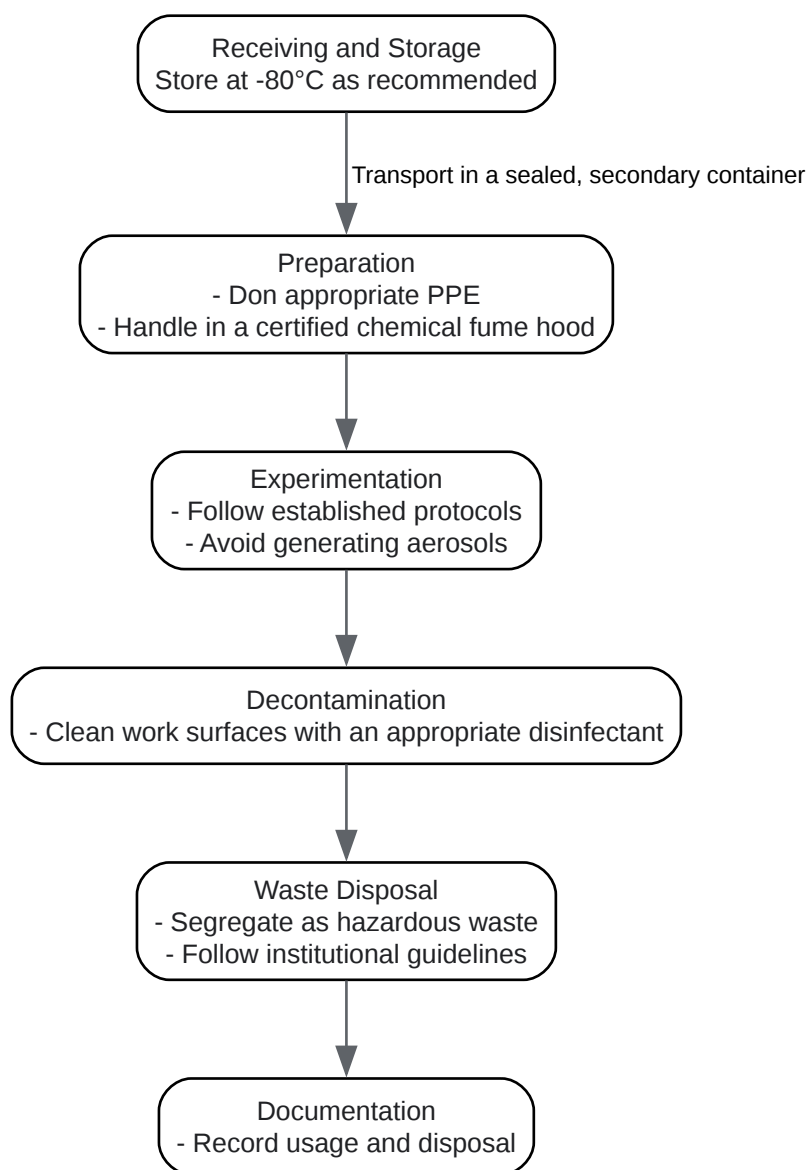 Receiving and Storage
Store at -80°C as recommended
Transport in a sealed, secondary container
Preparation
- Don appropriate PPE
- Handle in a certified chemical fume hood
Experimentation
- Follow established protocols
- Avoid generating aerosols
Decontamination
- Clean work surfaces with an appropriate disinfectant
Waste Disposal
- Segregate as hazardous waste
- Follow institutional guidelines
Documentation
- Record usage and disposal